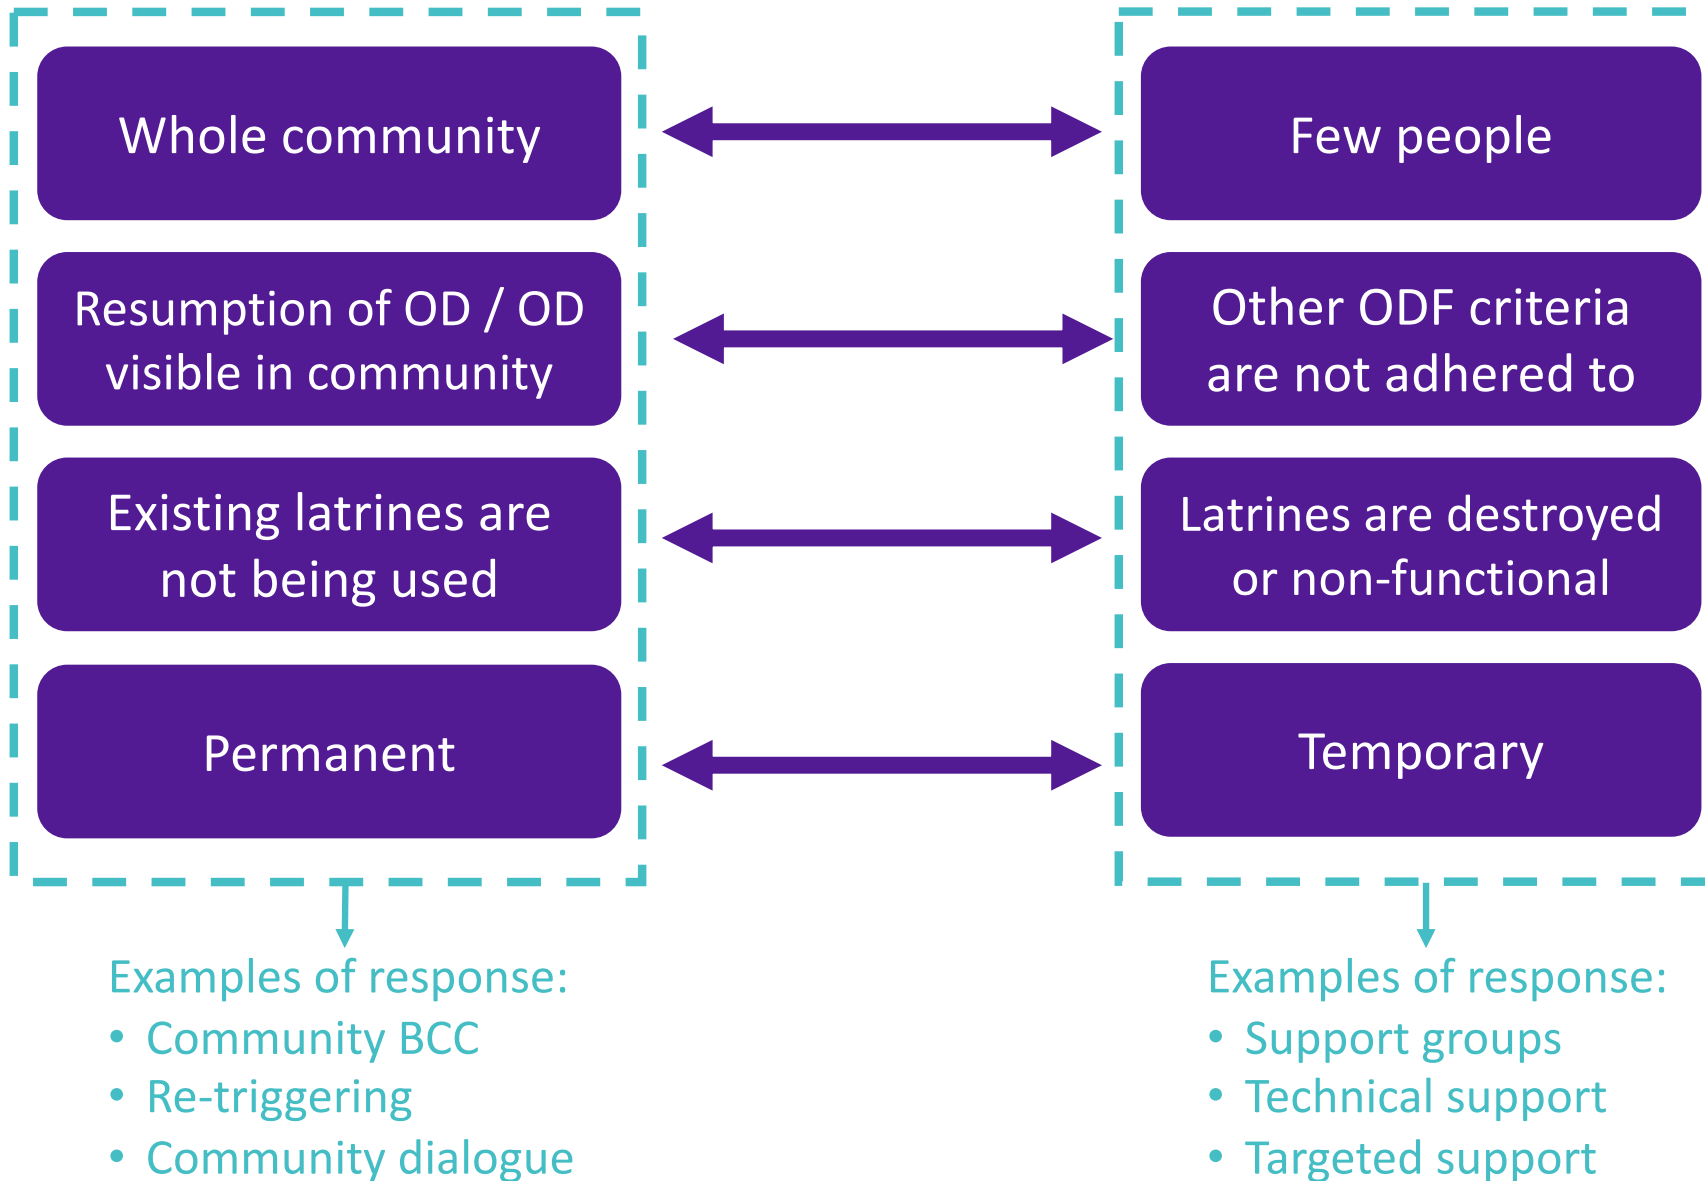 Whole community
Few people
Resumption of OD / OD
visible in community
Other ODF criteria
are not adhered to
Existing latrines are
not being used
Latrines are destroyed
or non-functional
Permanent
Temporary
Examples of response:
• Community BCC
• Re-triggering
• Community dialogue
Examples of response:
• Support groups
• Technical support
• Targeted support